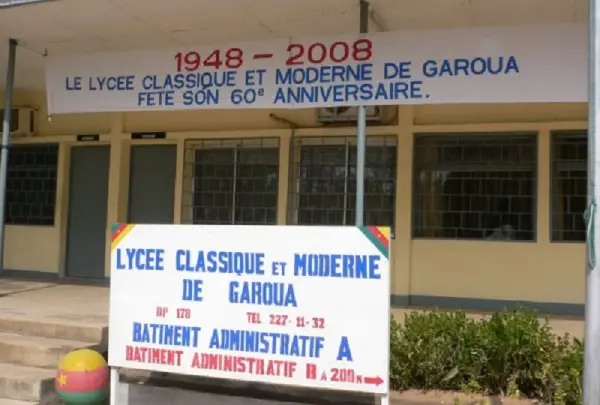 1948 - 2008
LE LYCEE CLASSIQUE ET MODERNE DE GAROUA
FETE SON 60e ANNIVERSAIRE.
LYCEE CLASSIQUE ET MODERNE
DE GAROUA
BP 178 TEL 227-11-32
BATIMENT ADMINISTRATIF A
BATIMENT ADMINISTRATIF B A 200M